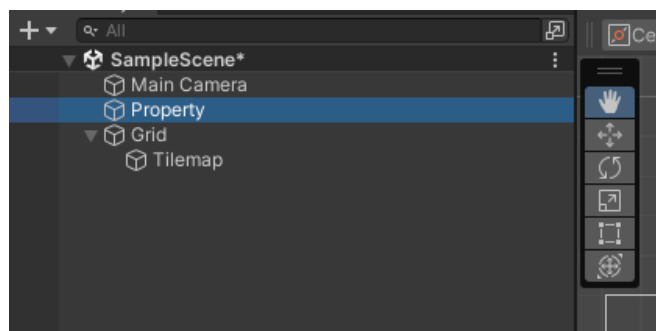 All
Ce
SampleScene*
Main Camera
Property
Grid
Tilemap